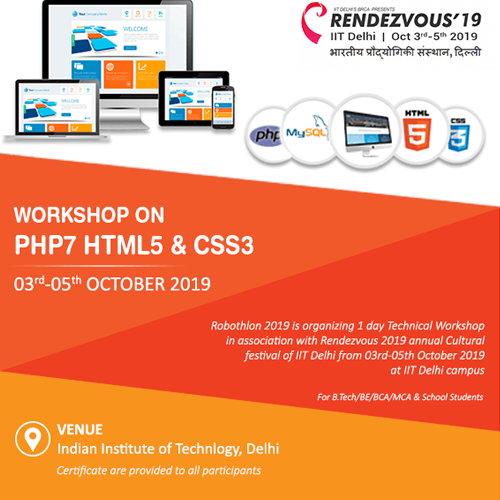 IIT DELHI'S BRCA PRESENTS
RENDEZVOUS'19
IIT Delhi | Oct 3rd-5th 2019
भारतीय प्रौद्योगिकी संस्थान, दिल्ली
WELCOME
php
MySQL
HTML
5
CSS
3
WORKSHOP ON
PHP7 HTML5 & CSS3
03rd-05th OCTOBER 2019
Robothlon 2019 is organizing 1 day Technical Workshop
in association with Rendezvous 2019 annual Cultural
festival of IIT Delhi from 03rd-05th October 2019
at IIT Delhi campus
For B.Tech/BE/BCA/MCA & School Students
VENUE
Indian Institute of Technlogy, Delhi
Certificate are provided to all participants